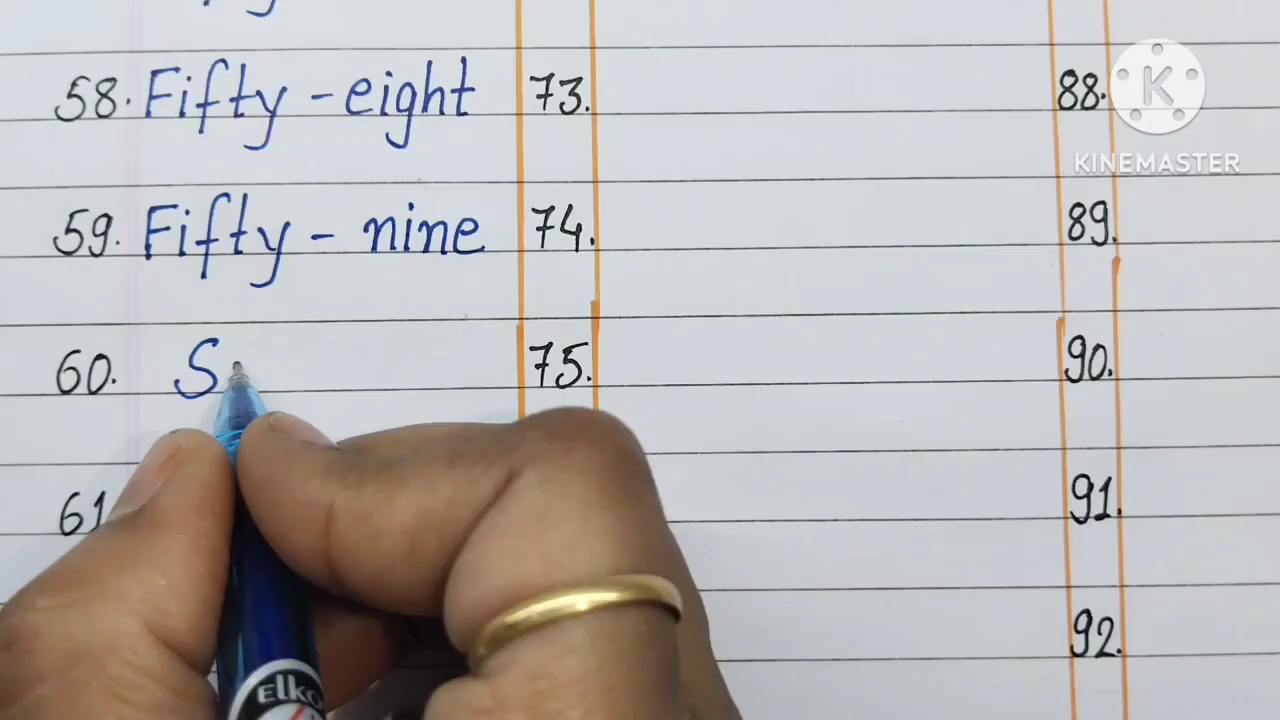 58. Fifty - eight 73. 88.
KINEMASTER
59. Fifty - nine 74. 89.
60. S 75. 90.
61 91.
92.